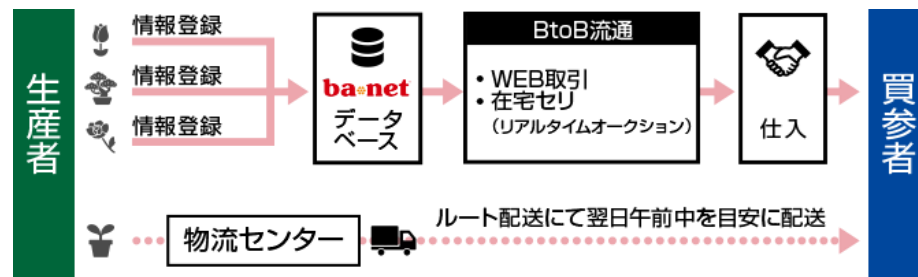 生産者
情報登録
情報登録
情報登録
ba*net
データ
ベース
BtoB流通
・WEB取引
・在宅セリ
(リアルタイムオークション)
仕入
買参者
物流センター
ルート配送にて翌日午前中を目安に配送